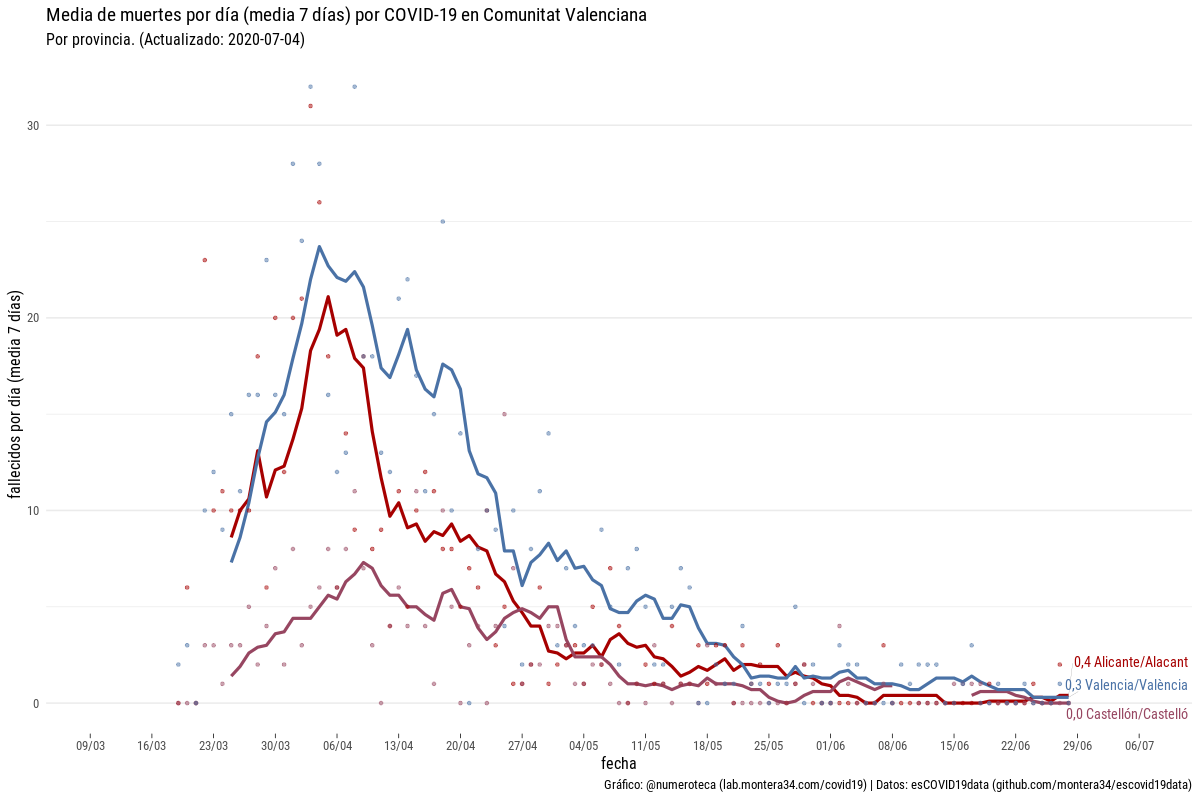 Media de muertes por día (media 7 días) por COVID-19 en Comunitat Valenciana
Por provincia. (Actualizado: 2020-07-04)
fallecidos por día (media 7 días)
30
20
10
0
0,4 Alicante/Alacant
0,3 Valencia/València
0,0 Castellón/Castelló
09/03 16/03 23/03 30/03 06/04 13/04 20/04 27/04 04/05 11/05 18/05 25/05 01/06 08/06 15/06 22/06 29/06 06/07
fecha
Gráfico: @numeroteca (lab.montera34.com/covid19) | Datos: esCOVID19data (github.com/montera34/escovid19data)